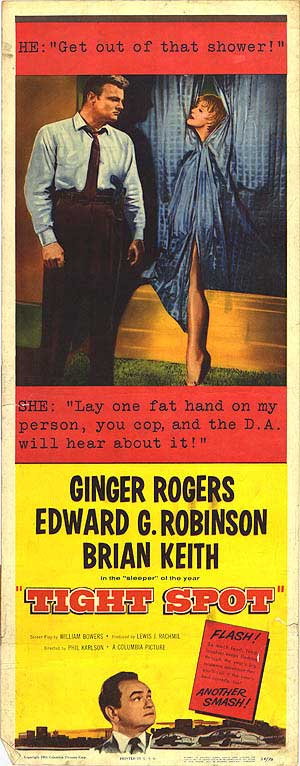 HE: "Get out of that shower!"
SHE: "Lay one fat hand on my
person, you cop, and the D.A.
will hear about it!"
GINGER ROGERS
EDWARD G. ROBINSON
BRIAN KEITH
in the "sleeper" of the year
"TIGHT SPOT"
Screen Play by WILLIAM BOWERS • Produced by LEWIS J. RACHMIL
Directed by PHIL KARLSON • A COLUMBIA PICTURE
FLASH!
ANOTHER
SMASH!
PRINTED IN U.S.A.